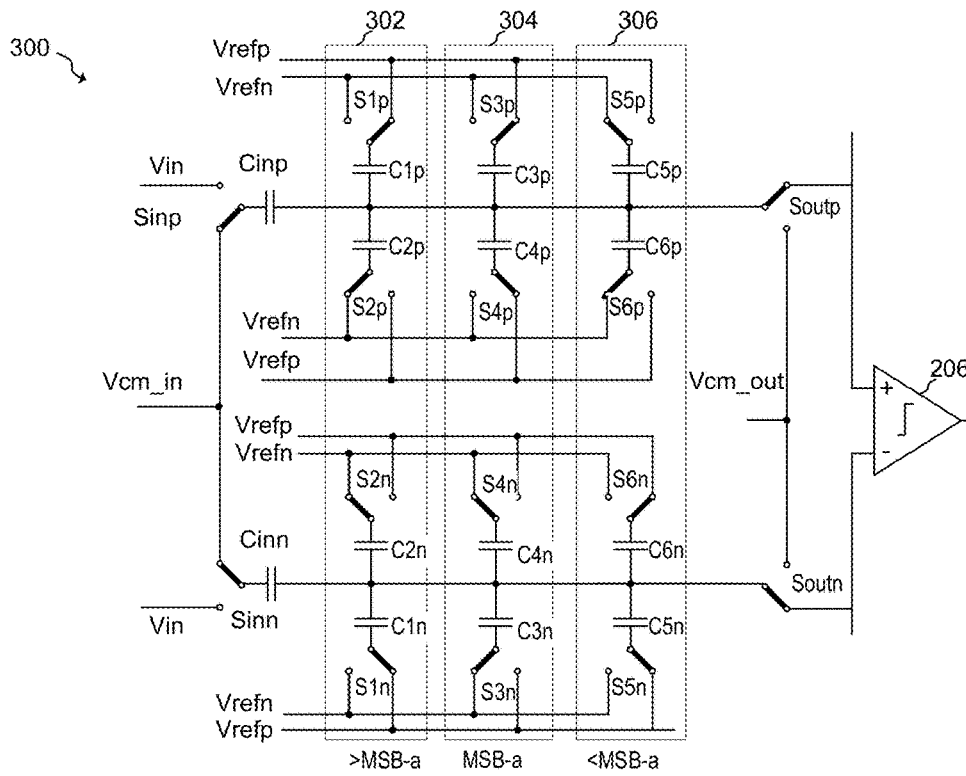 300
302
304
306
Vrefp
Vrefn
S1p
S3p
S5p
Vin
Cinp
C1p
C3p
C5p
Sinp
Soutp
C2p
C4p
C6p
S2p
S4p
S6p
Vrefn
Vrefp
Vcm_in
Vcm_out
206
+
-
Vrefp
Vrefn
S2n
S4n
S6n
Cinn
C2n
C4n
C6n
Soutn
Vin
Sinn
C1n
C3n
C5n
S1n
S3n
S5n
Vrefn
Vrefp
>MSB-a
MSB-a
<MSB-a